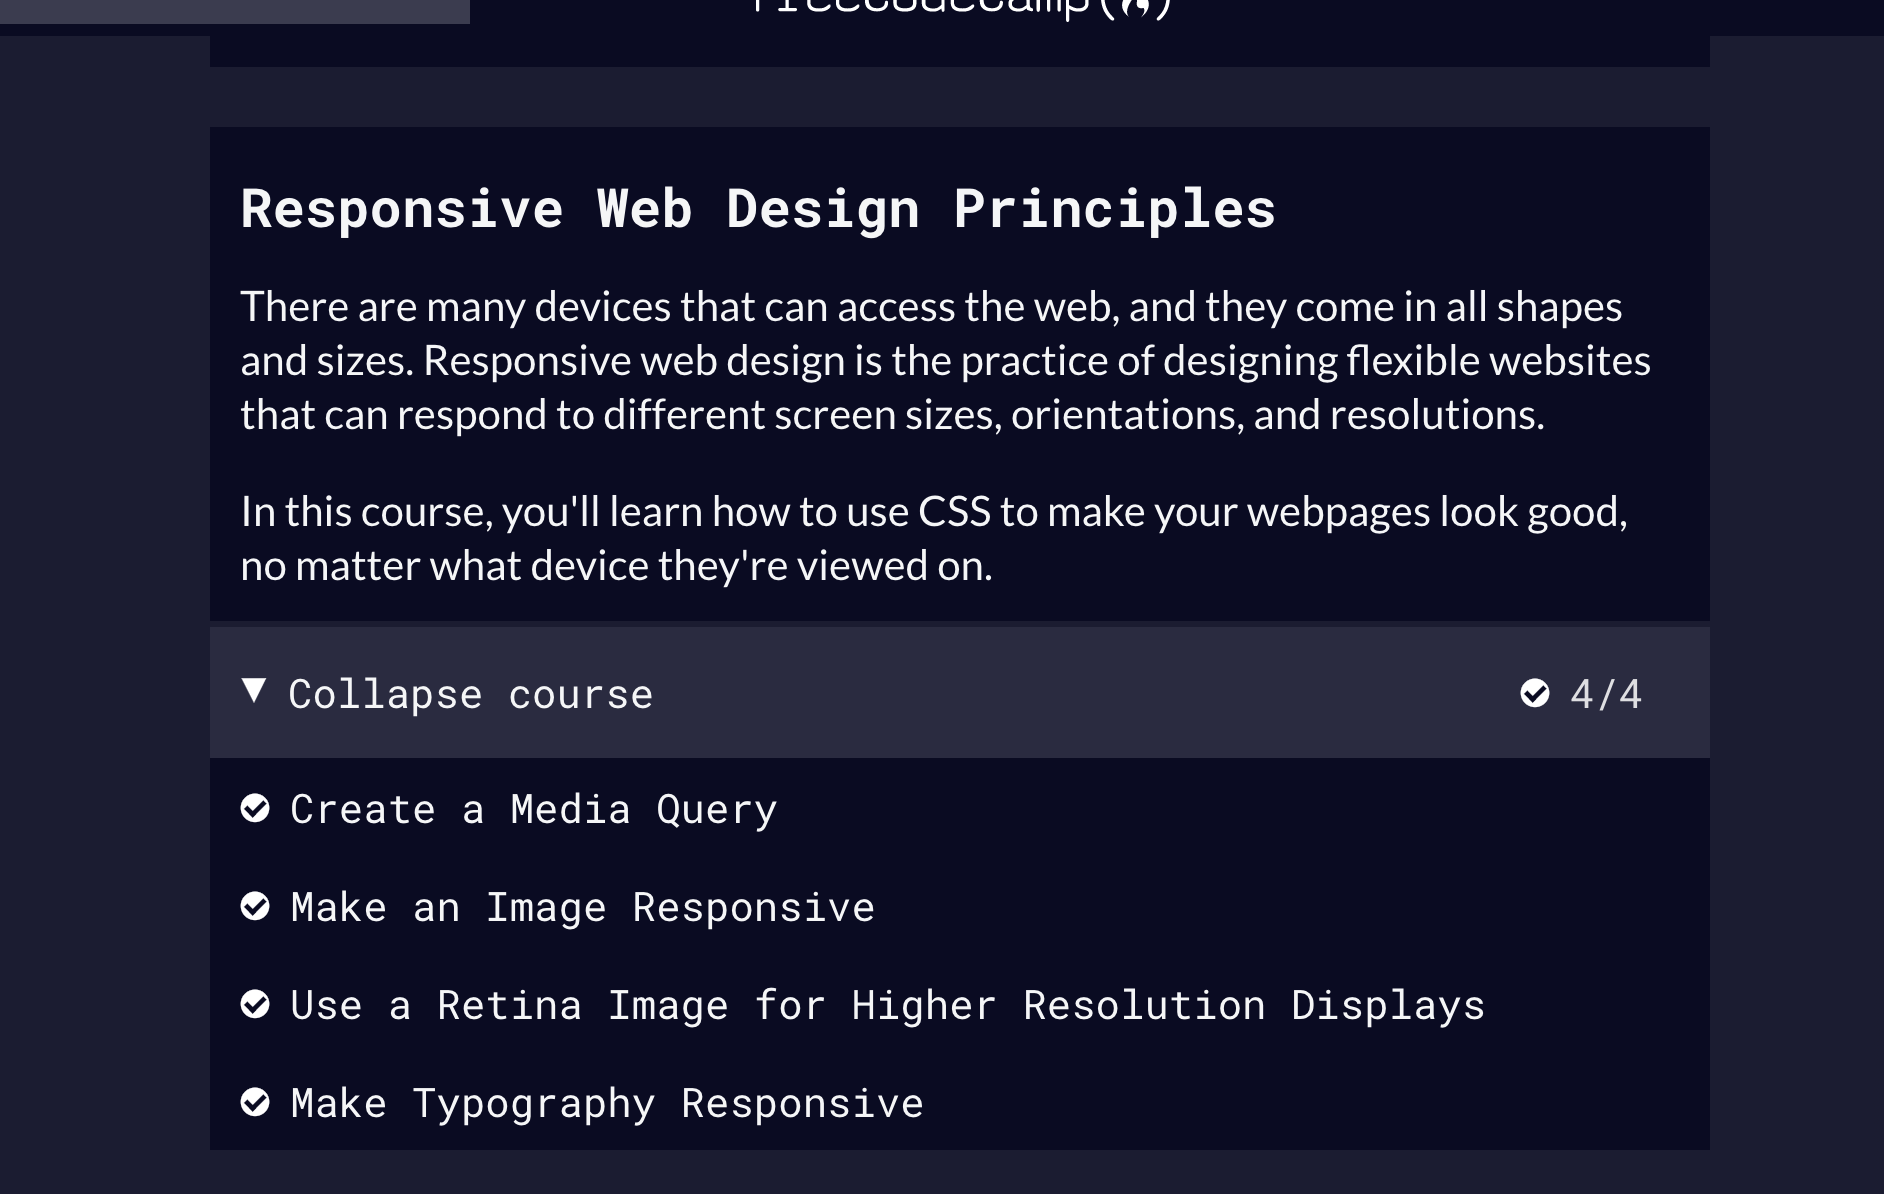 freeCodeCamp
Responsive Web Design Principles
There are many devices that can access the web, and they come in all shapes
and sizes. Responsive web design is the practice of designing flexible websites
that can respond to different screen sizes, orientations, and resolutions.
In this course, you'll learn how to use CSS to make your webpages look good,
no matter what device they're viewed on.
Collapse course 4/4
Create a Media Query
Make an Image Responsive
Use a Retina Image for Higher Resolution Displays
Make Typography Responsive